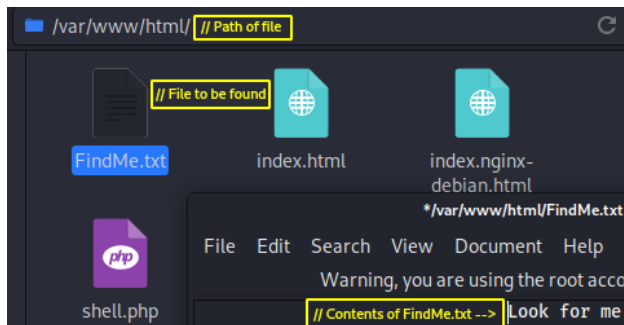 /var/www/html/ // Path of file
// File to be found
FindMe.txt
index.html
index.nginx-
debian.html
*/var/www/html/FindMe.txt
File Edit Search View Document Help
Warning, you are using the root
php
shell.php
// Contents of FindMe.txt --> Look for me